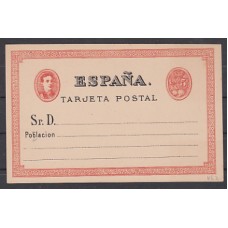 ESPAÑA.
TARJETA POSTAL
Sr. D.
Poblacion